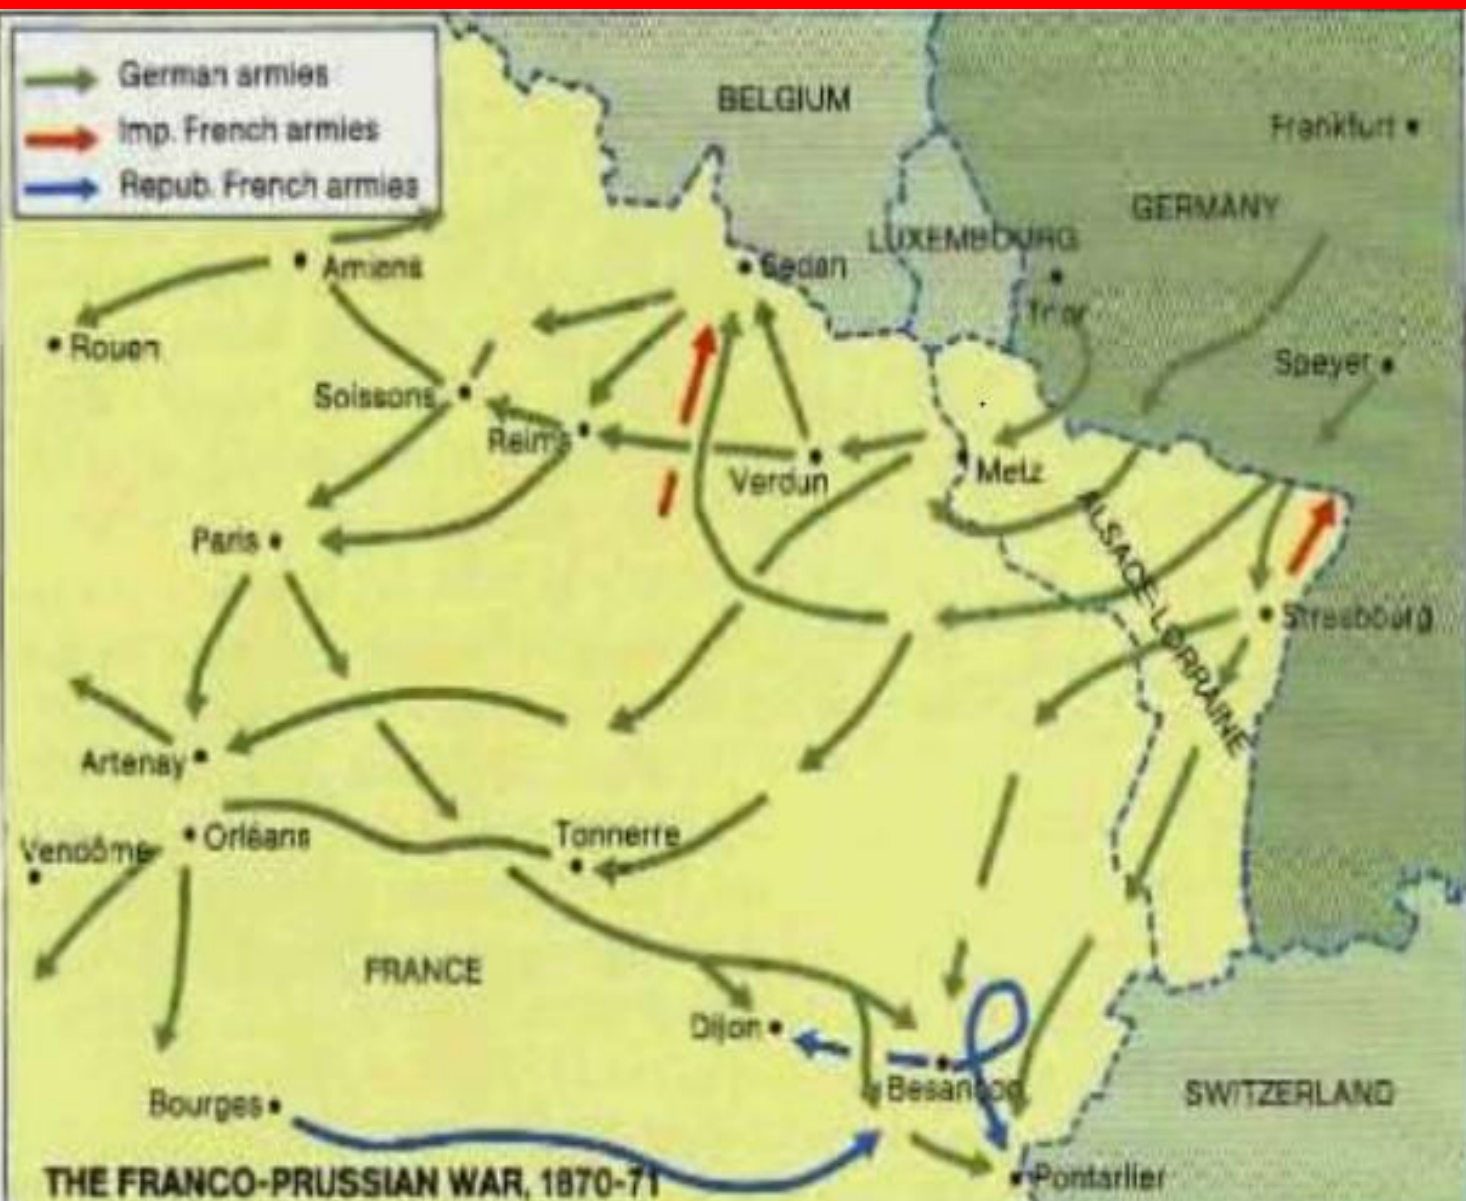 German armies
Imp. French armies
Repub. French armies
BELGIUM
Frankfurt
GERMANY
LUXEMBOURG
Amiens
Sedan
Trier
Rouen
Speyer
Soissons
Reims
Verdun
Metz
Paris
ALSACE-LORRAINE
Strasbourg
Artenay
Orléans
Tonnerre
Vendôme
FRANCE
Dijon
Besançon
Bourges
SWITZERLAND
THE FRANCO-PRUSSIAN WAR, 1870-71
Pontarlier